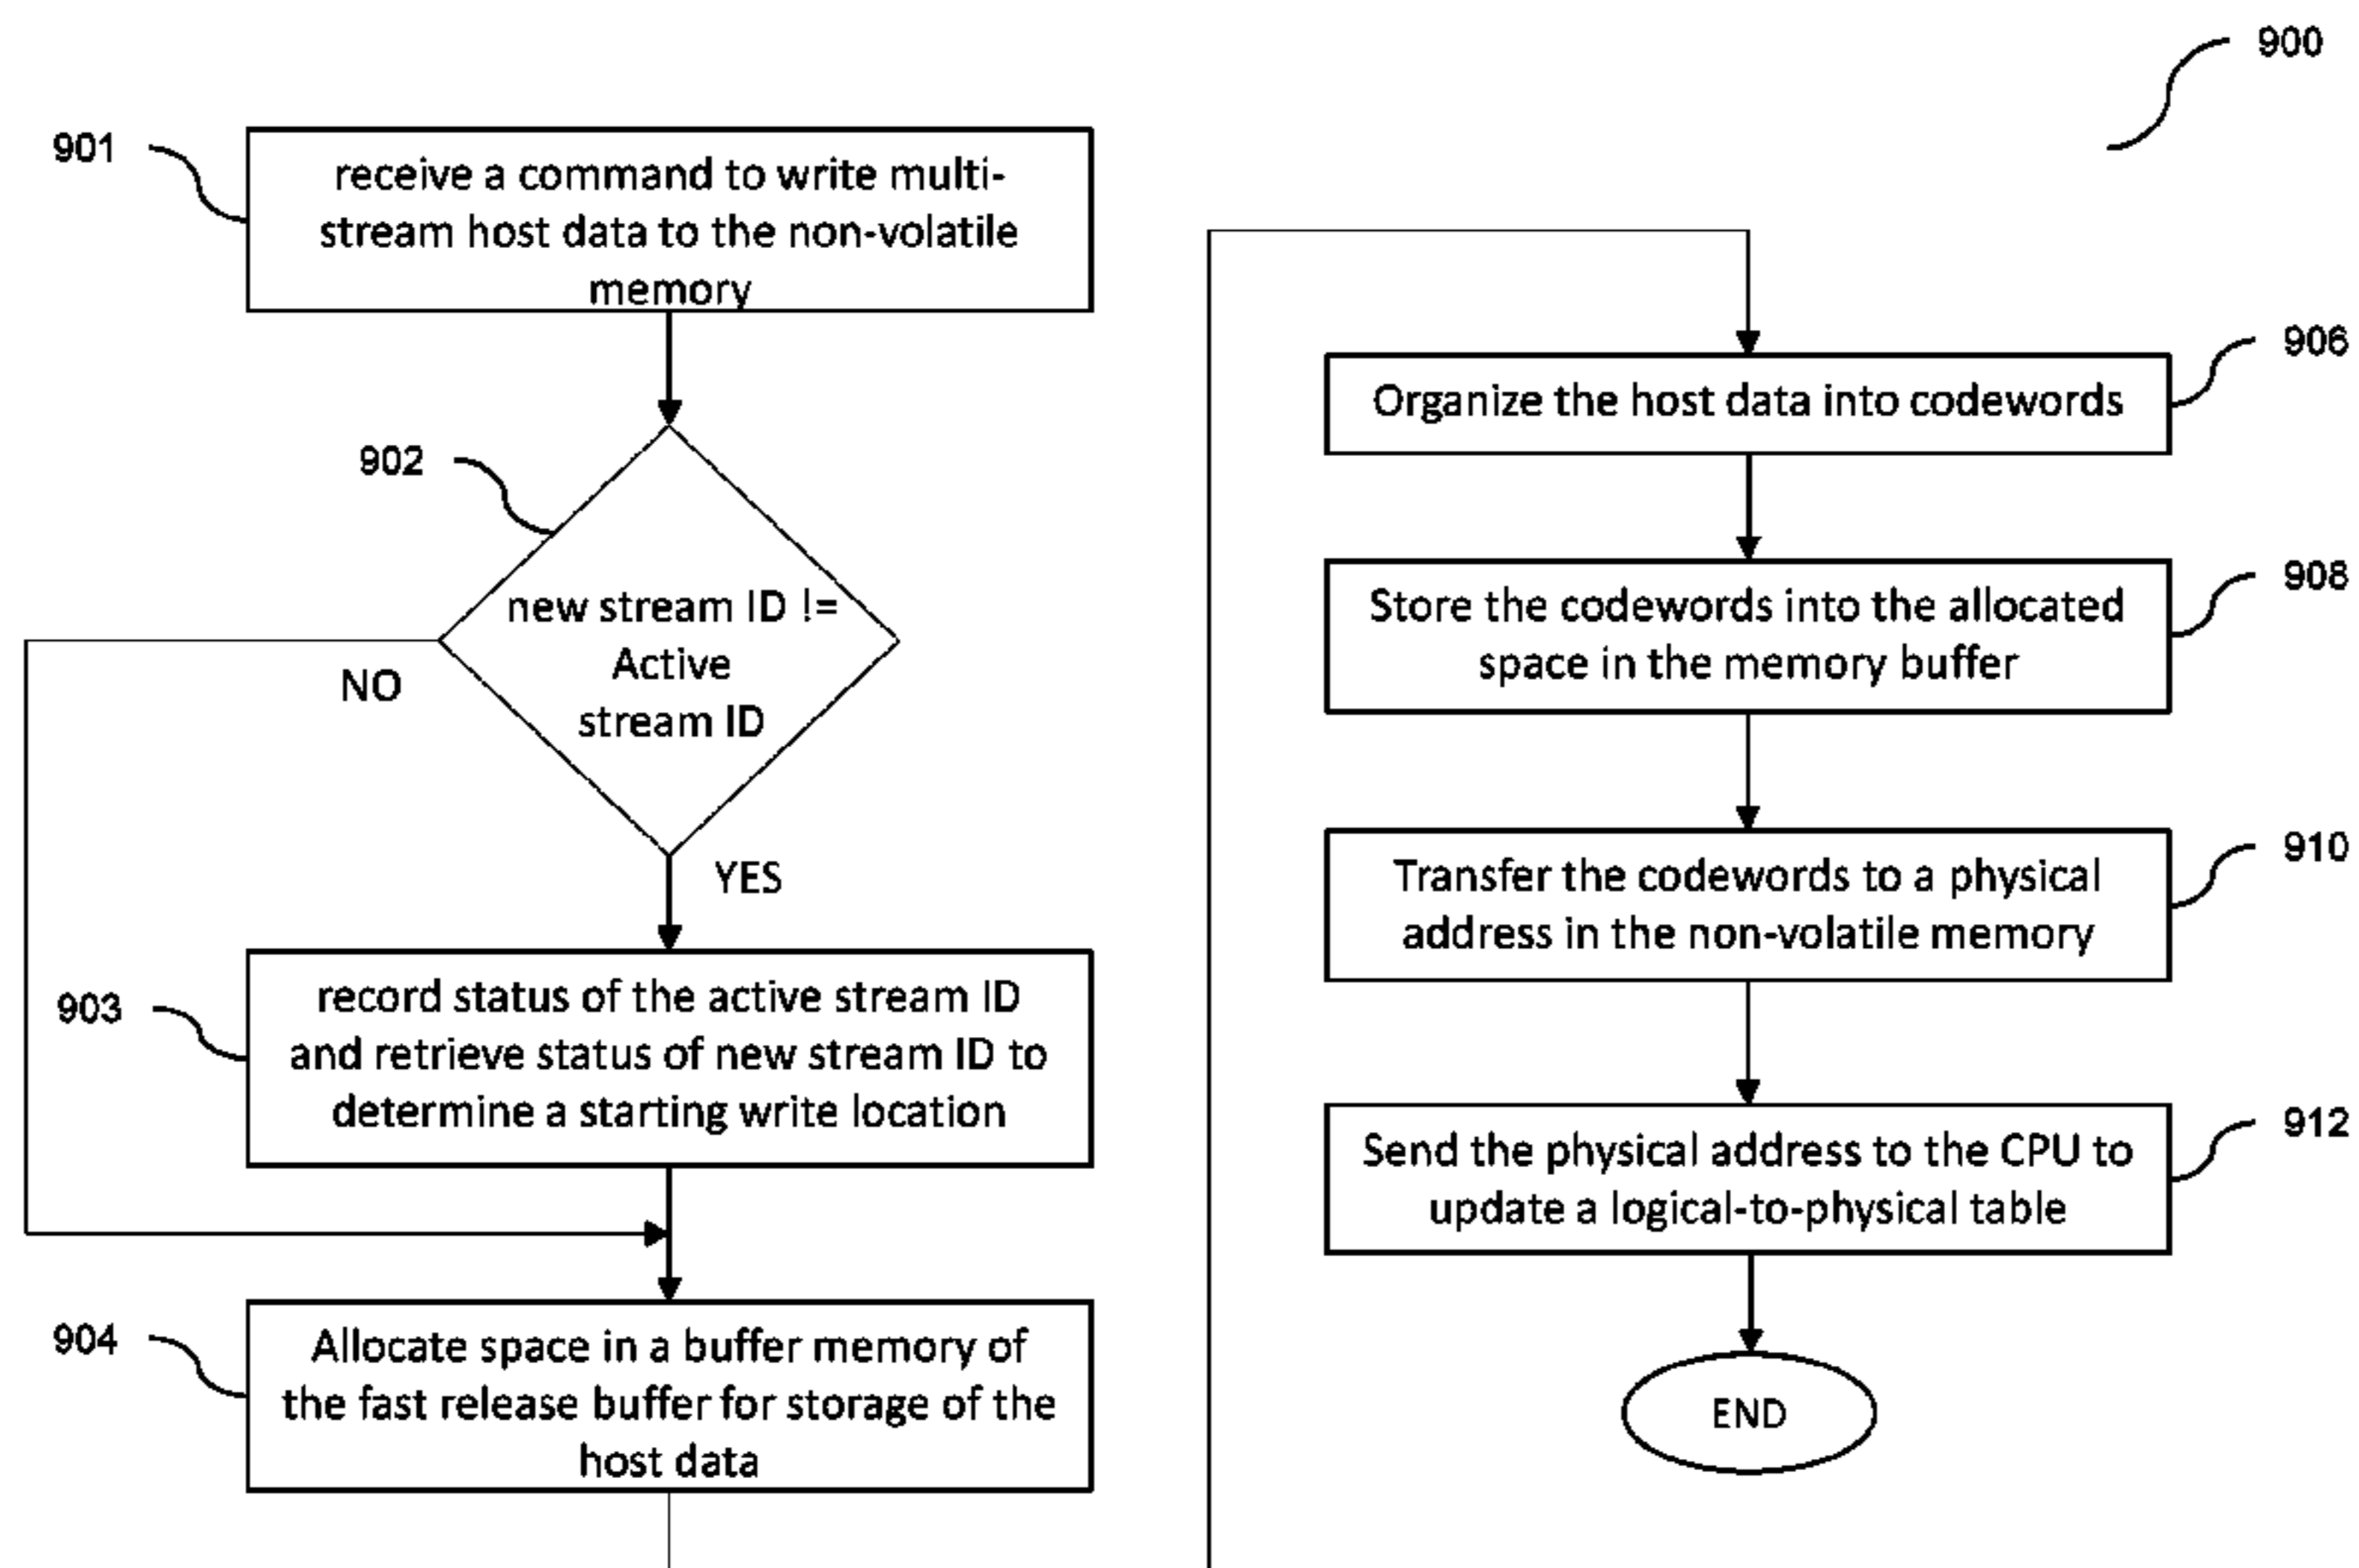 900
901
receive a command to write multi-
stream host data to the non-volatile
memory
902
new stream ID !=
Active
stream ID
NO
YES
903
record status of the active stream ID
and retrieve status of new stream ID to
determine a starting write location
904
Allocate space in a buffer memory of
the fast release buffer for storage of the
host data
906
Organize the host data into codewords
908
Store the codewords into the allocated
space in the memory buffer
910
Transfer the codewords to a physical
address in the non-volatile memory
912
Send the physical address to the CPU to
update a logical-to-physical table
END